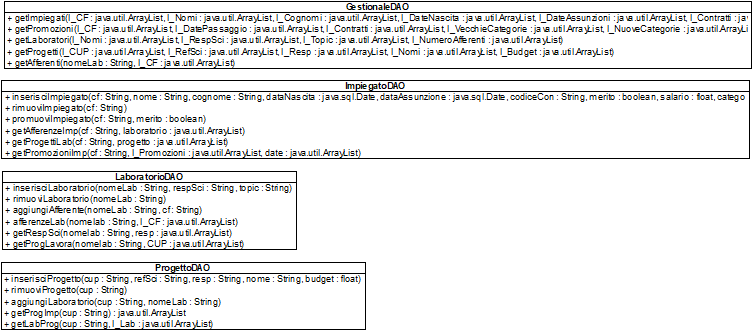 GestionaleDAO
+ getImpiegati(l_CF : java.util.ArrayList, l_Nomi : java.util.ArrayList, l_Cognomi : java.util.ArrayList, l_DateNascita : java.util.ArrayList, l_DateAssunzioni : java.util.ArrayList, l_Contratti : java.uti
+ getPromozioni(l_CF : java.util.ArrayList, l_DatePassaggio : java.util.ArrayList, l_Contratti : java.util.ArrayList, l_VecchieCategorie : java.util.ArrayList, l_NuoveCategorie : java.util.ArrayLi
+ getLaboratori(l_Nomi : java.util.ArrayList, l_RespSci : java.util.ArrayList, l_Topic : java.util.ArrayList, l_NumeroAfferenti : java.util.ArrayList)
+ getProgetti(l_CUP : java.util.ArrayList, l_RefSci : java.util.ArrayList, l_Resp : java.util.ArrayList, l_Nomi : java.util.ArrayList, l_Budget : java.util.ArrayList)
+ getAfferenti(nomeLab : String, l_CF : java.util.ArrayList)
ImpiegatoDAO
+ inserisciImpiegato(cf : String, nome : String, cognome : String, dataNascita : java.sql.Date, dataAssunzione : java.sql.Date, codiceCon : String, merito : boolean, salario : float, catego
+ rimuoviImpiegato(cf : String)
+ promuoviImpiegato(cf : String, merito : boolean)
+ getAfferenzeImp(cf : String, laboratorio : java.util.ArrayList)
+ getProgettiLab(cf : String, progetto : java.util.ArrayList)
+ getPromozioniImp(cf : String, l_Promozioni : java.util.ArrayList, date : java.util.ArrayList)
LaboratorioDAO
+ inserisciLaboratorio(nomeLab : String, respSci : String, topic : String)
+ rimuoviLaboratorio(nomeLab : String)
+ aggiungiAfferente(nomeLab : String, cf : String)
+ afferenzeLab(nomelab : String, l_CF : java.util.ArrayList)
+ getRespSci(nomelab : String, resp : java.util.ArrayList)
+ getProgLavora(nomelab : String, CUP : java.util.ArrayList)
ProgettoDAO
+ inserisciProgetto(cup : String, refSci : String, resp : String, nome : String, budget : float)
+ rimuoviProgetto(cup : String)
+ aggiungiLaboratorio(cup : String, nomeLab : String)
+ getProgImp(cup : String) : java.util.ArrayList
+ getLabProg(cup : String, l_Lab : java.util.ArrayList)